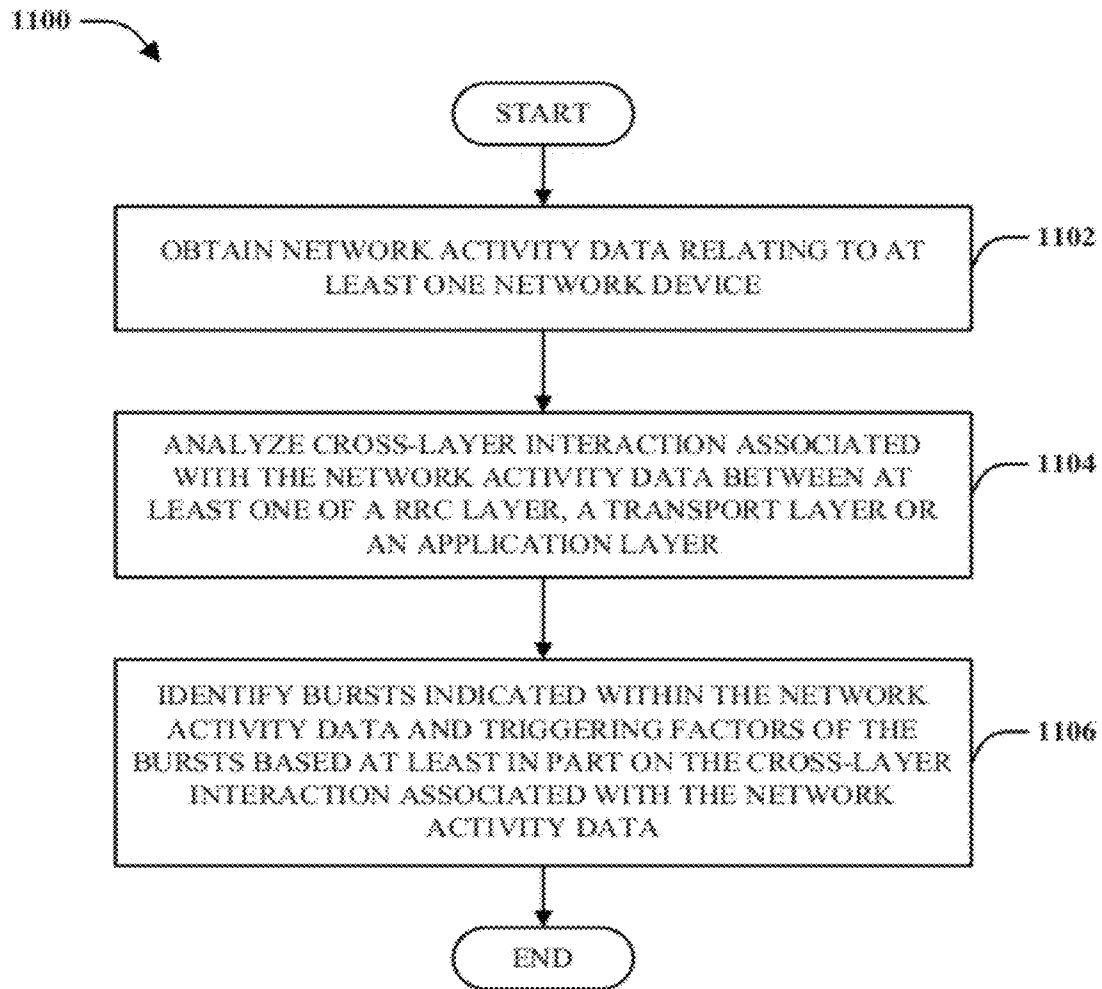 1100
START
OBTAIN NETWORK ACTIVITY DATA RELATING TO AT
LEAST ONE NETWORK DEVICE
1102
ANALYZE CROSS-LAYER INTERACTION ASSOCIATED
WITH THE NETWORK ACTIVITY DATA BETWEEN AT
LEAST ONE OF A RRC LAYER, A TRANSPORT LAYER OR
AN APPLICATION LAYER
1104
IDENTIFY BURSTS INDICATED WITHIN THE NETWORK
ACTIVITY DATA AND TRIGGERING FACTORS OF THE
BURSTS BASED AT LEAST IN PART ON THE CROSS-LAYER
INTERACTION ASSOCIATED WITH THE NETWORK
ACTIVITY DATA
1106
END